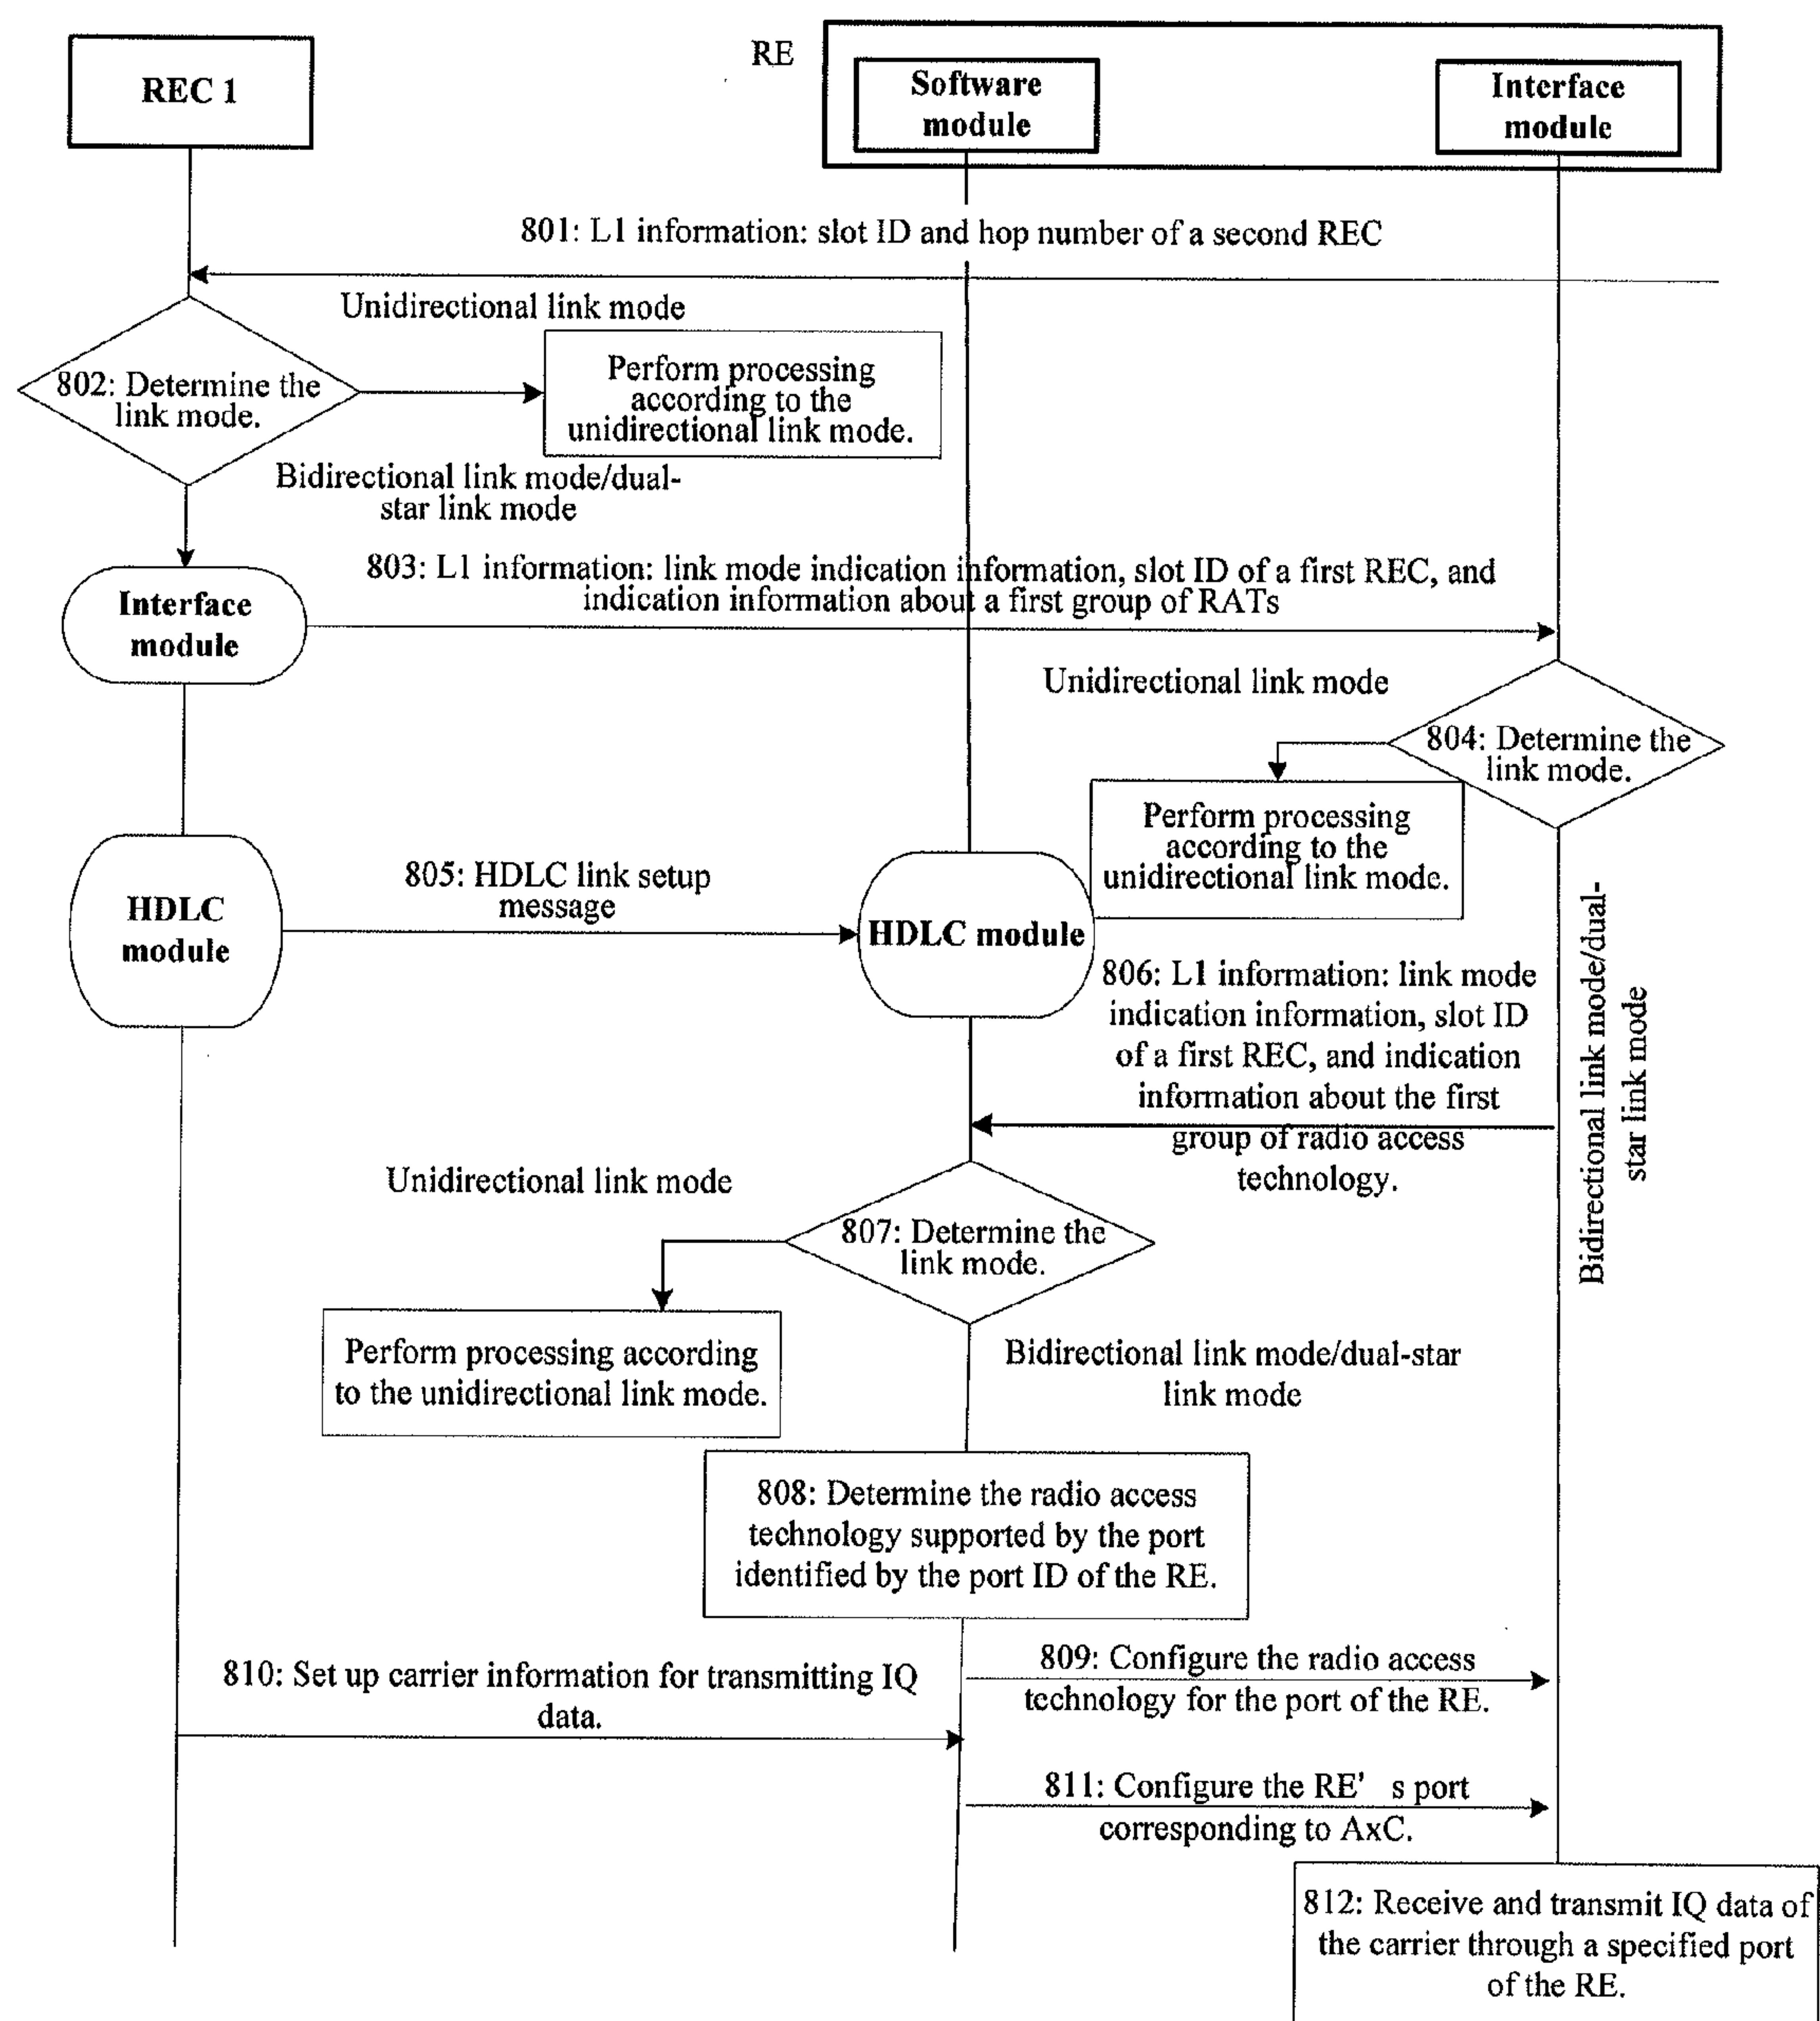 REC 1
RE
Software
module
Interface
module
801: L1 information: slot ID and hop number of a second REC
Unidirectional link mode
802: Determine the
link mode.
Perform processing
according to the
unidirectional link mode.
Bidirectional link mode/dual-
star link mode
803: L1 information: link mode indication information, slot ID of a first REC, and
indication information about a first group of RATs
Interface
module
Unidirectional link mode
804: Determine the
link mode.
Perform processing
according to the
unidirectional link mode.
805: HDLC link setup
message
HDLC
module
HDLC module
806: L1 information: link mode
indication information, slot ID
of a first REC, and indication
information about the first
group of radio access
technology.
Bidirectional link mode/dual-
star link mode
Unidirectional link mode
807: Determine the
link mode.
Perform processing according
to the unidirectional link mode.
Bidirectional link mode/dual-star
link mode
808: Determine the radio access
technology supported by the port
identified by the port ID of the RE.
809: Configure the radio access
technology for the port of the RE.
810: Set up carrier information for transmitting IQ
data.
811: Configure the RE' s port
corresponding to AxC.
812: Receive and transmit IQ data of
the carrier through a specified port
of the RE.